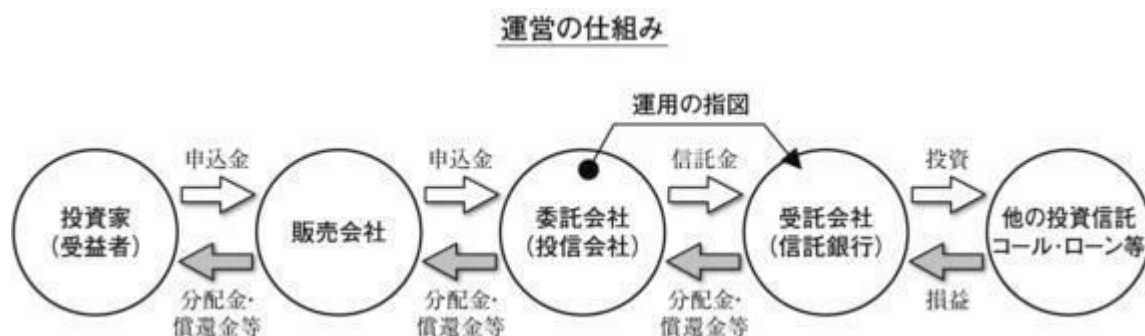 運営の仕組み
運用の指図
申込金
申込金
信託金
投資
投資家
（受益者）
販売会社
委託会社
（投信会社）
受託会社
（信託銀行）
他の投資信託
コール・ローン等
分配金・
償還金等
分配金・
償還金等
分配金・
償還金等
損益